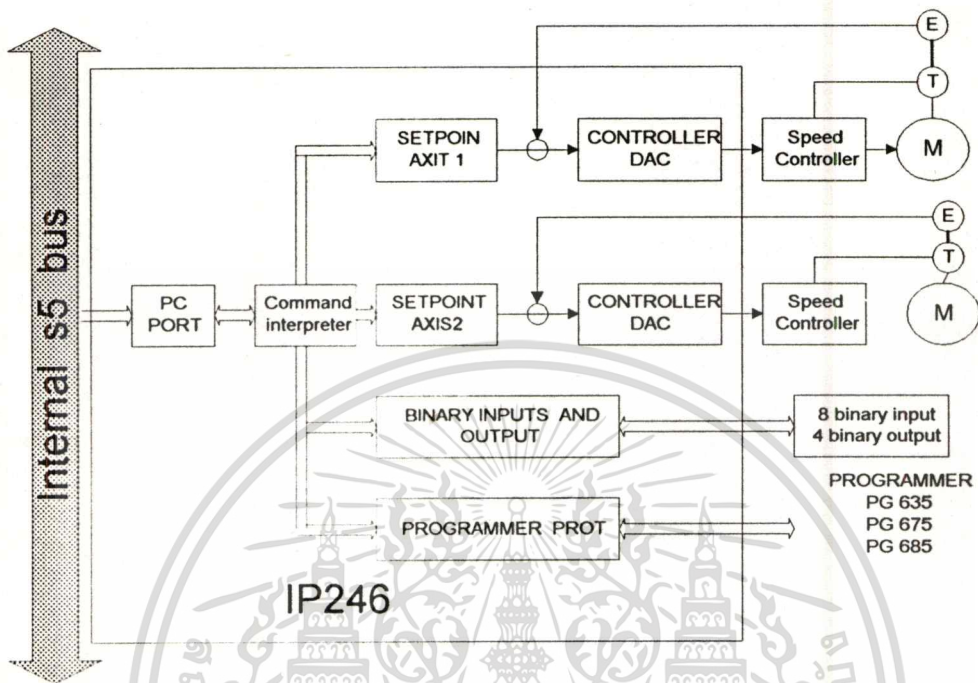 Internal s5 bus
E
T
M
SETPOIN
AXIT 1
CONTROLLER
DAC
Speed
Controller
E
T
M
PC
PORT
Command
interpreter
SETPOINT
AXIS2
CONTROLLER
DAC
Speed
Controller
BINARY INPUTS AND
OUTPUT
8 binary input
4 binary output
PROGRAMMER PROT
PROGRAMMER
PG 635
PG 675
PG 685
IP246